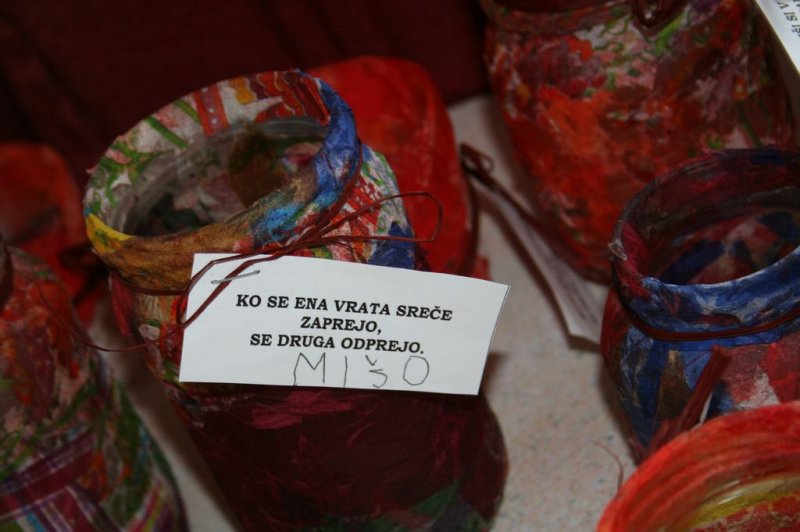 KO SE ENA VRATA SREČE
ZAPREJO,
SE DRUGA ODPREJO.
MIŠO